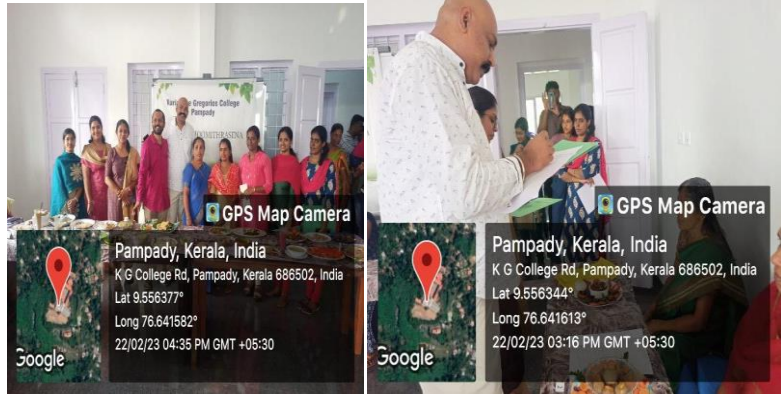 Gregorios College
Pampady
GPS Map Camera
Pampady, Kerala, India
K G College Rd, Pampady, Kerala 686502, India
Lat 9.556377°
Long 76.641582°
22/02/23 04:35 PM GMT +05:30
Google
GPS Map Camera
Pampady, Kerala, India
K G College Rd, Pampady, Kerala 686502, India
Lat 9.556344°
Long 76.641613°
22/02/23 03:16 PM GMT +05:30
Google